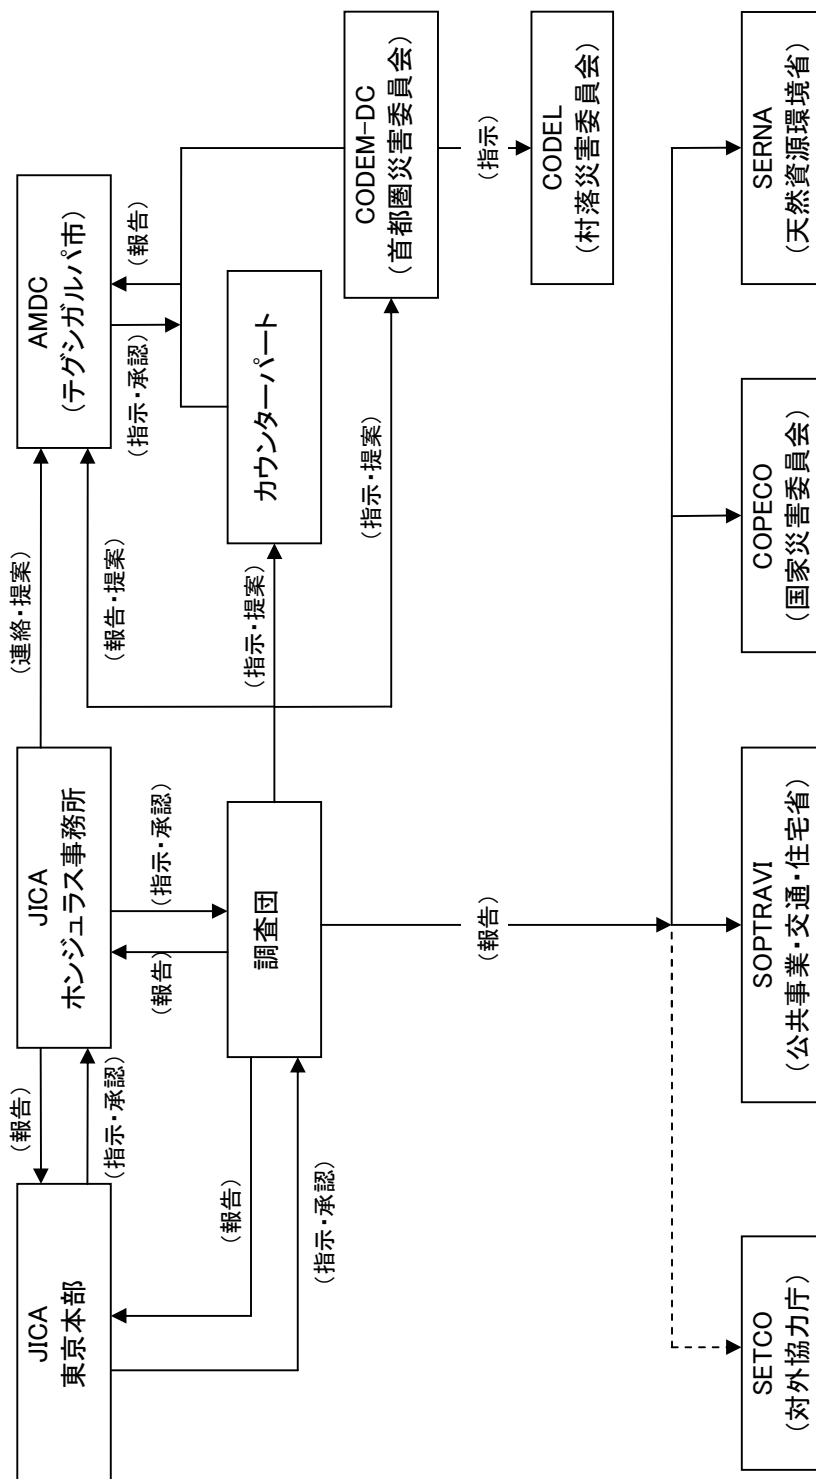 JICA
東京本部
(報告)
(指示・承認)
JICA
ホンジュラス事務所
(連絡・提案)
AMDC
(テグシガルパ市)
(報告・提案)
(指示・承認)
(報告)
(報告)
(指示・承認)
(報告)
(指示・承認)
調査団
(指示・提案)
カウンターパート
(指示・提案)
CODEM-DC
(首都圏災害委員会)
(報告)
(指示)
CODEL
(村落災害委員会)
SETCO
(対外協力庁)
SOPTRAVI
(公共事業・交通・住宅省)
COPECO
(国家災害委員会)
SERNA
(天然資源環境省)